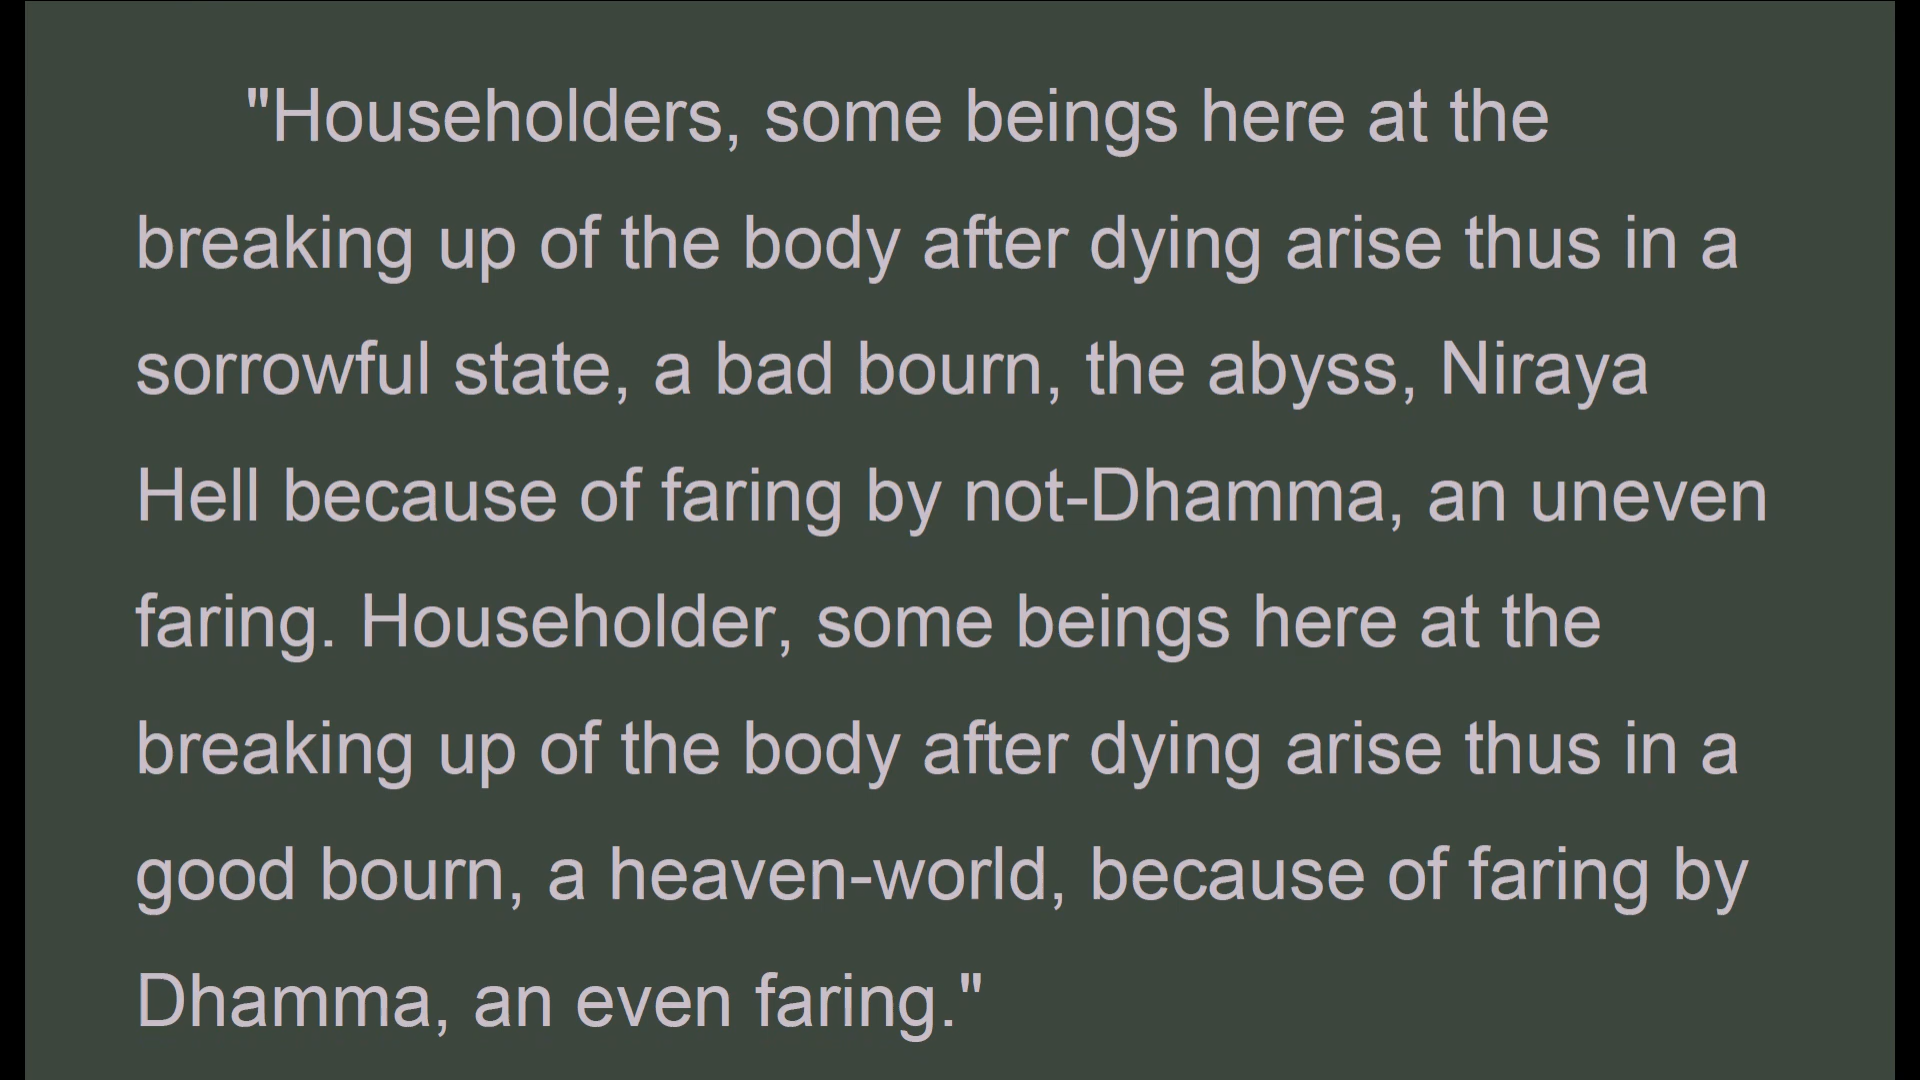 "Householders, some beings here at the
breaking up of the body after dying arise thus in a
sorrowful state, a bad bourn, the abyss, Niraya
Hell because of faring by not-Dhamma, an uneven
faring. Householder, some beings here at the
breaking up of the body after dying arise thus in a
good bourn, a heaven-world, because of faring by
Dhamma, an even faring."